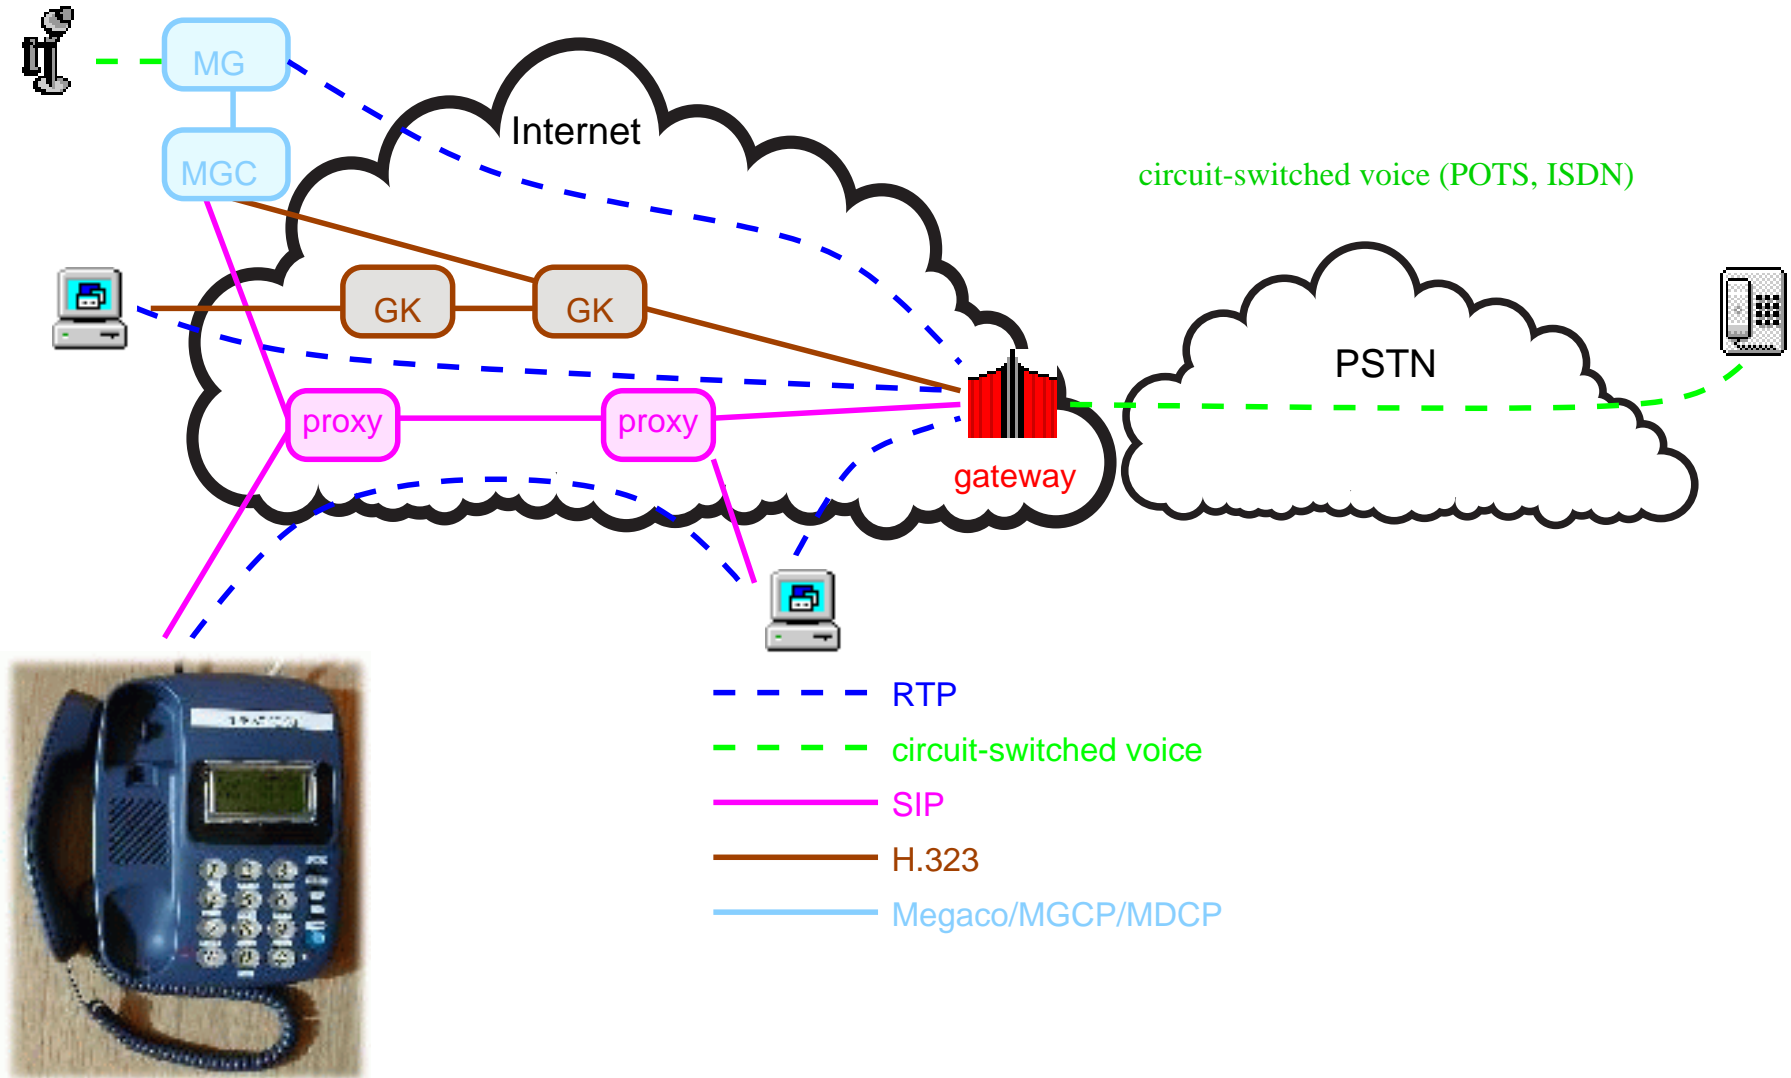 MG
Internet
MGC
circuit-switched voice (POTS, ISDN)
GK
GK
PSTN
proxy
proxy
gateway
RTP
circuit-switched voice
SIP
H.323
Megaco/MGCP/MDCP